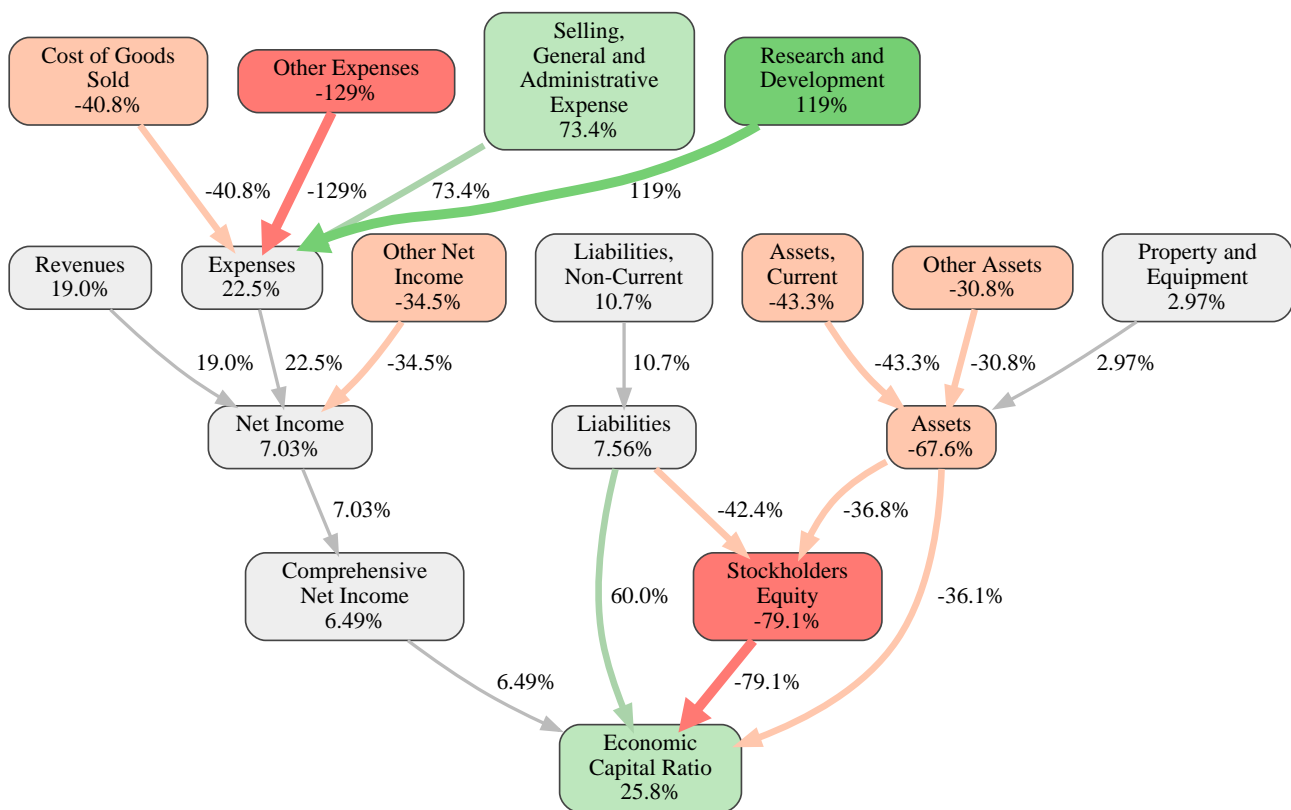 Cost of Goods
Sold
-40.8%
Other Expenses
-129%
Selling,
General and
Administrative
Expense
73.4%
Research and
Development
119%
-40.8%
-129%
73.4%
119%
Revenues
19.0%
Expenses
22.5%
Other Net
Income
-34.5%
Liabilities,
Non-Current
10.7%
Assets,
Current
-43.3%
Other Assets
-30.8%
Property and
Equipment
2.97%
19.0%
22.5%
-34.5%
10.7%
-43.3%
-30.8%
2.97%
Net Income
7.03%
Liabilities
7.56%
Assets
-67.6%
7.03%
-42.4%
-36.8%
Comprehensive
Net Income
6.49%
60.0%
Stockholders
Equity
-79.1%
-36.1%
6.49%
-79.1%
Economic
Capital Ratio
25.8%